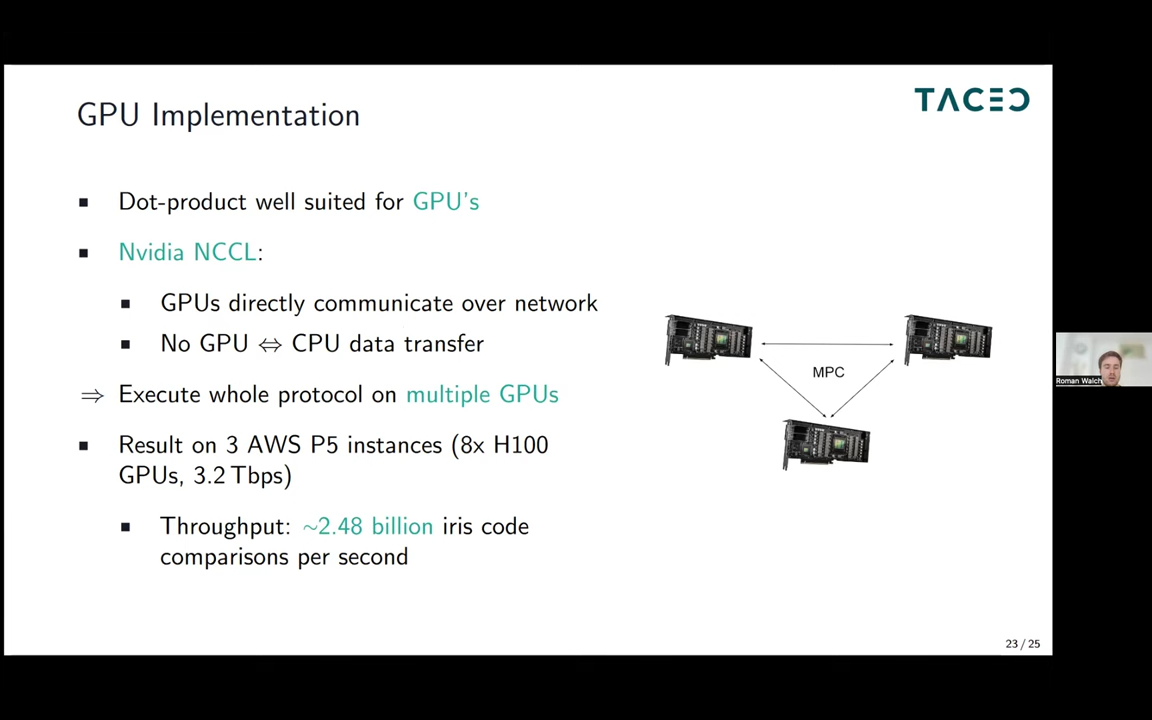 GPU Implementation
TACEO
▪ Dot-product well suited for GPU's
▪ Nvidia NCCL:
▪ GPUs directly communicate over network
▪ No GPU ⇔ CPU data transfer
⇒ Execute whole protocol on multiple GPUs
▪ Result on 3 AWS P5 instances (8x H100
GPUs, 3.2 Tbps)
▪ Throughput: ~2.48 billion iris code
comparisons per second
MPC
Roman Walch
23 / 25